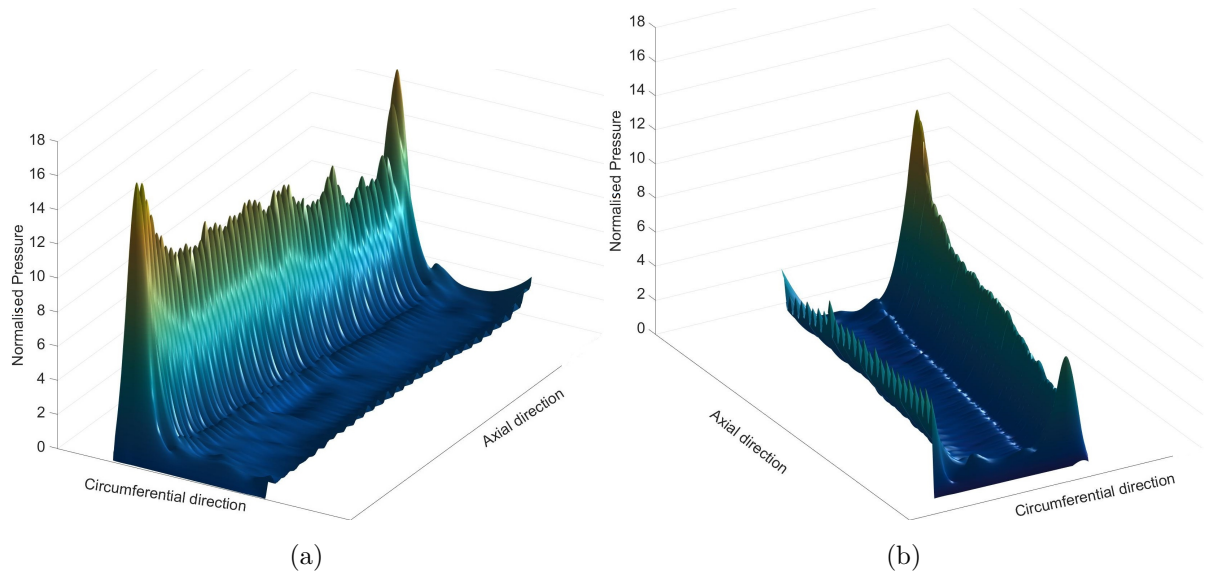 18
16
14
12
10
8
6
4
2
0
Normalised Pressure
Circumferential direction
Axial direction
(a)
18
16
14
12
10
8
6
4
2
0
Normalised Pressure
Axial direction
Circumferential direction
(b)